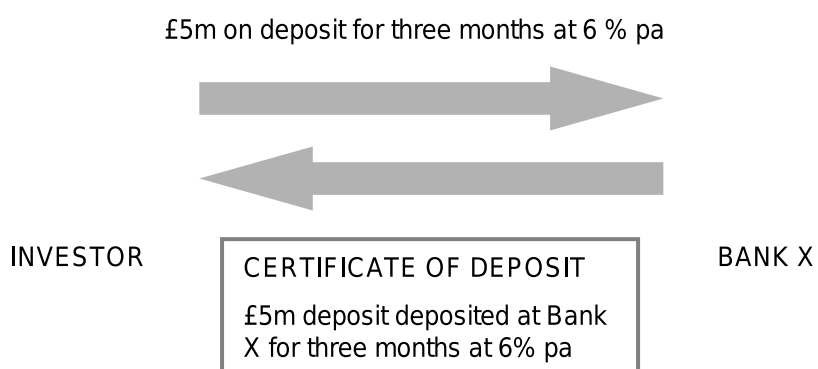 £5m on deposit for three months at 6 % pa
INVESTOR
CERTIFICATE OF DEPOSIT
£5m deposit deposited at Bank
X for three months at 6% pa
BANK X